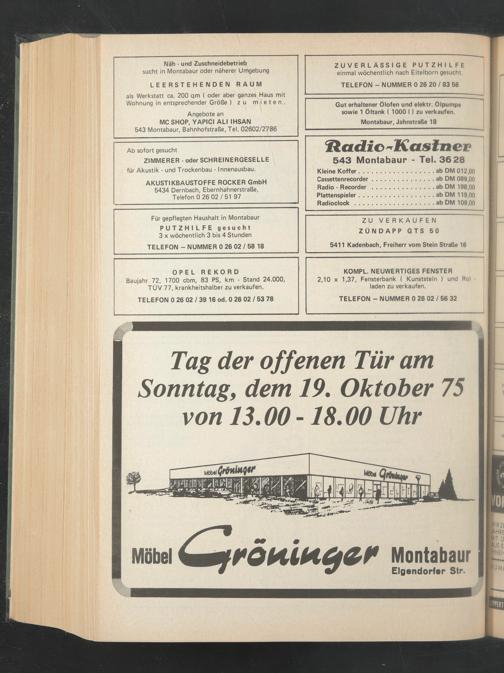 Näh - und Zuschneidebetrieb
sucht in Montabaur oder näherer Umgebung
LEERSTEHENDEN RAUM
als Werkstatt ca. 200 qm ( oder aber ganzes Haus mit
Wohnung in entsprechender Größe ) zu mieten.
Angebote an
MC SHOP, YAPICI ALI IHSAN
543 Montabaur, Bahnhofstraße, Tel. 02602/2786
Ab sofort gesucht
ZIMMERER - oder SCHREINERGESELLE
für Akustik - und Trockenbau - Innenausbau.
AKUSTIKBAUSTOFFE ROCKER GmbH
5434 Dernbach, Ebernhahnerstraße,
Telefon 0 26 02 / 51 97
Für gepflegten Haushalt in Montabaur
PUTZHILFE gesucht
3 x wöchentlich 3 bis 4 Stunden
TELEFON – NUMMER 0 26 02 / 58 18
OPEL REKORD
Baujahr 72, 1700 cbm, 83 PS, km - Stand 24.000,
TÜV 77, krankheitshalber zu verkaufen.
TELEFON 0 26 02 / 39 16 od. 0 26 02 / 53 78
ZUVERLÄSSIGE PUTZHILFE
einmal wöchentlich nach Eitelborn gesucht.
TELEFON – NUMMER 0 26 20 / 83 56
Gut erhaltener Ölofen und elektr. Ölpumpe
sowie 1 Öltank ( 1000 l ) zu verkaufen.
Montabaur, Jahnstraße 18
Radio-Kastner
543 Montabaur - Tel. 36 28
Kleine Koffer . . . . . . . . . . . . . . . . ab DM 012,00
Cassettenrecorder . . . . . . . . . . . . . ab DM 089,00
Radio - Recorder . . . . . . . . . . . . . . ab DM 198,00
Plattenspieler . . . . . . . . . . . . . . . . ab DM 119,00
Radioclock . . . . . . . . . . . . . . . . . . ab DM 109,00
ZU VERKAUFEN
ZÜNDAPP GTS 50
5411 Kadenbach, Freiherr vom Stein Straße 16
KOMPL. NEUWERTIGES FENSTER
2,10 x 1,37, Fensterbank ( Kunststein ) und Rol -
laden zu verkaufen.
TELEFON – NUMMER 0 26 02 / 56 32
Tag der offenen Tür am
Sonntag, dem 19. Oktober 75
von 13.00 - 18.00 Uhr
Möbel Gröninger
Möbel Gröninger
Möbel Gröninger Montabaur
Elgendorfer Str.